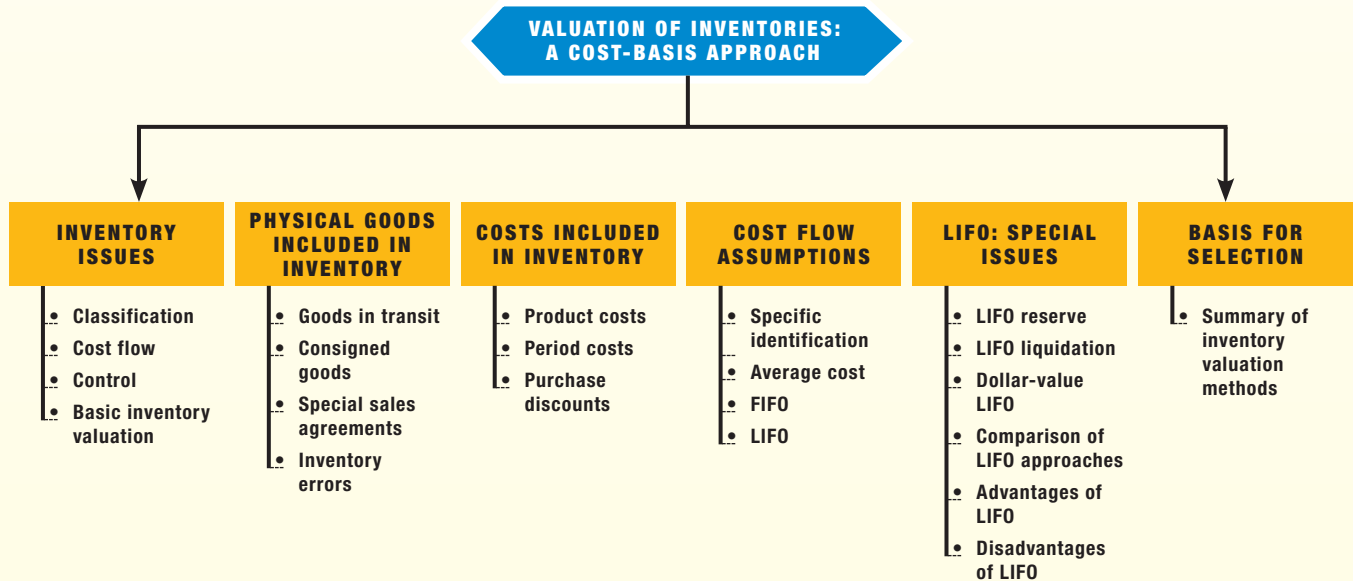 VALUATION OF INVENTORIES:
A COST-BASIS APPROACH
INVENTORY
ISSUES
• Classification
• Cost flow
• Control
• Basic inventory
valuation
PHYSICAL GOODS
INCLUDED IN
INVENTORY
• Goods in transit
• Consigned
goods
• Special sales
agreements
• Inventory
errors
COSTS INCLUDED
IN INVENTORY
• Product costs
• Period costs
• Purchase
discounts
COST FLOW
ASSUMPTIONS
• Specific
identification
• Average cost
• FIFO
• LIFO
LIFO: SPECIAL
ISSUES
• LIFO reserve
• LIFO liquidation
• Dollar-value
LIFO
• Comparison of
LIFO approaches
• Advantages of
LIFO
• Disadvantages
of LIFO
BASIS FOR
SELECTION
• Summary of
inventory
valuation
methods